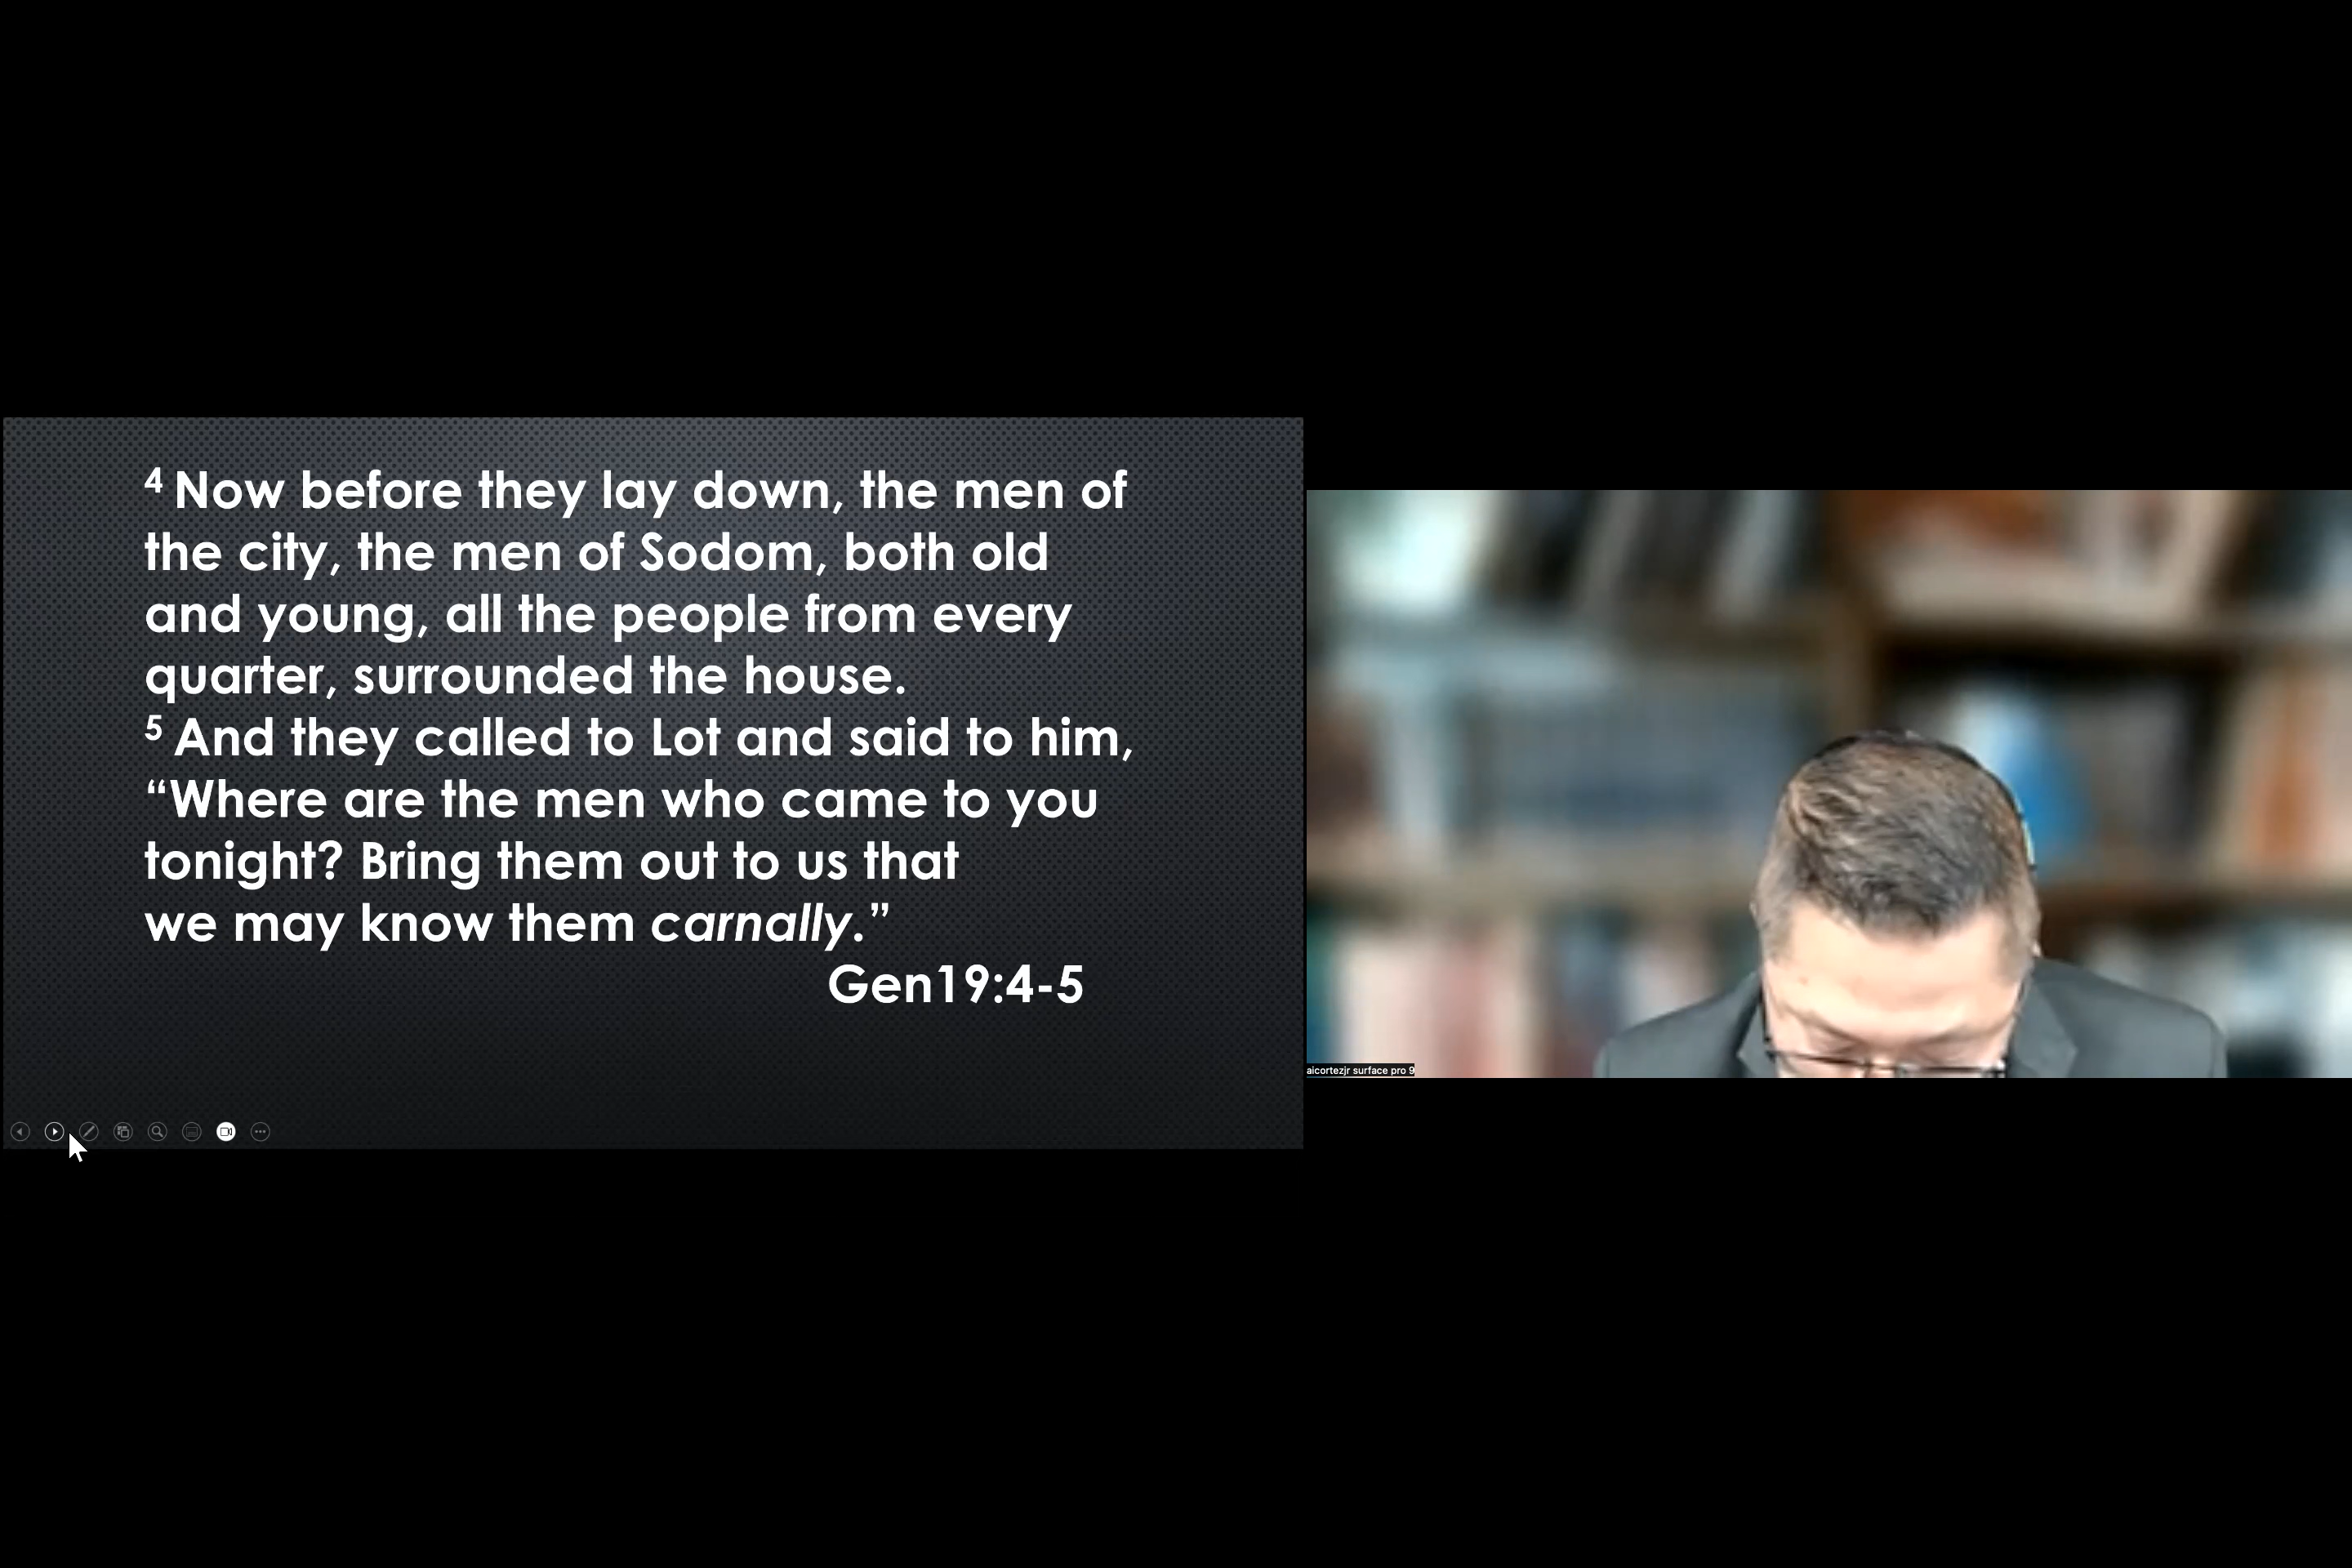 4 Now before they lay down, the men of
the city, the men of Sodom, both old
and young, all the people from every
quarter, surrounded the house.
5 And they called to Lot and said to him,
“Where are the men who came to you
tonight? Bring them out to us that
we may know them carnally.”
Gen19:4-5
aicortezjr surface pro 9